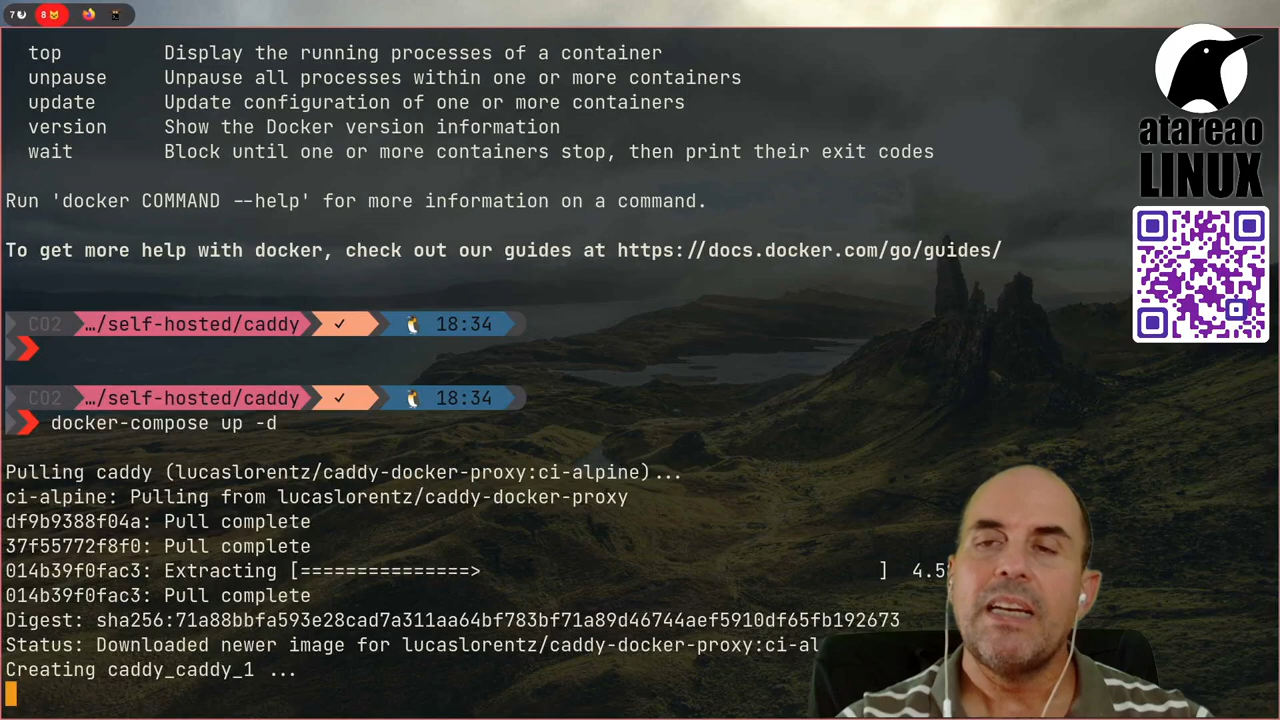 7 8
top Display the running processes of a container
unpause Unpause all processes within one or more containers
update Update configuration of one or more containers
version Show the Docker version information
wait Block until one or more containers stop, then print their exit codes
Run 'docker COMMAND --help' for more information on a command.
To get more help with docker, check out our guides at https://docs.docker.com/go/guides/
CO2 …/self-hosted/caddy ✓ 18:34
CO2 …/self-hosted/caddy ✓ 18:34
docker-compose up -d
Pulling caddy (lucaslorentz/caddy-docker-proxy:ci-alpine)...
ci-alpine: Pulling from lucaslorentz/caddy-docker-proxy
df9b9388f04a: Pull complete
37f55772f8f0: Pull complete
014b39f0fac3: Extracting [===============> ] 4.5
014b39f0fac3: Pull complete
Digest: sha256:71a88bbfa593e28cad7a311aa64bf783bf71a89d46744aef5910df65fb192673
Status: Downloaded newer image for lucaslorentz/caddy-docker-proxy:ci-al
Creating caddy_caddy_1 ...
atareao
LINUX